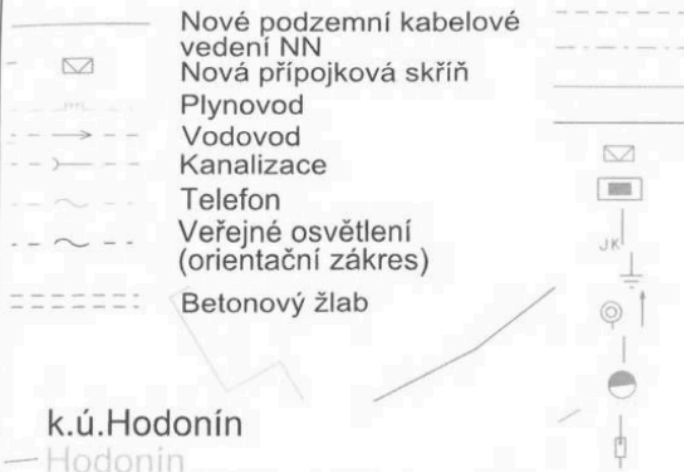 Nové podzemní kabelové
vedení NN
Nová přípojková skříň
Plynovod
Vodovod
Kanalizace
Telefon
Veřejné osvětlení
(orientační zákres)
Betonový žlab
JK
k.ú.Hodonín
Hodonín